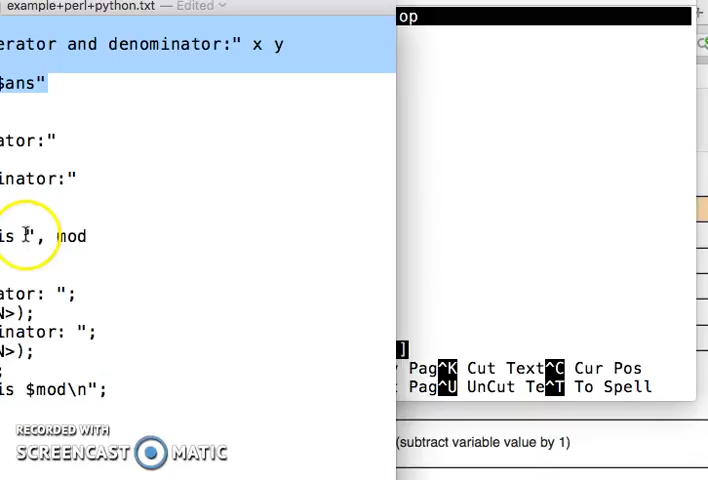 example+perl+python.txt — Edited
erator and denominator:" x y
$ans"
ator:"
inator:"
is ", mod
ator: ";
N>);
inator: ";
N>);
;
is $mod\n";
op
]
y Pag^K Cut Text^C Cur Pos
t Pag^U UnCut Te^T To Spell
(subtract variable value by 1)
RECORDED WITH
SCREENCAST MATIC